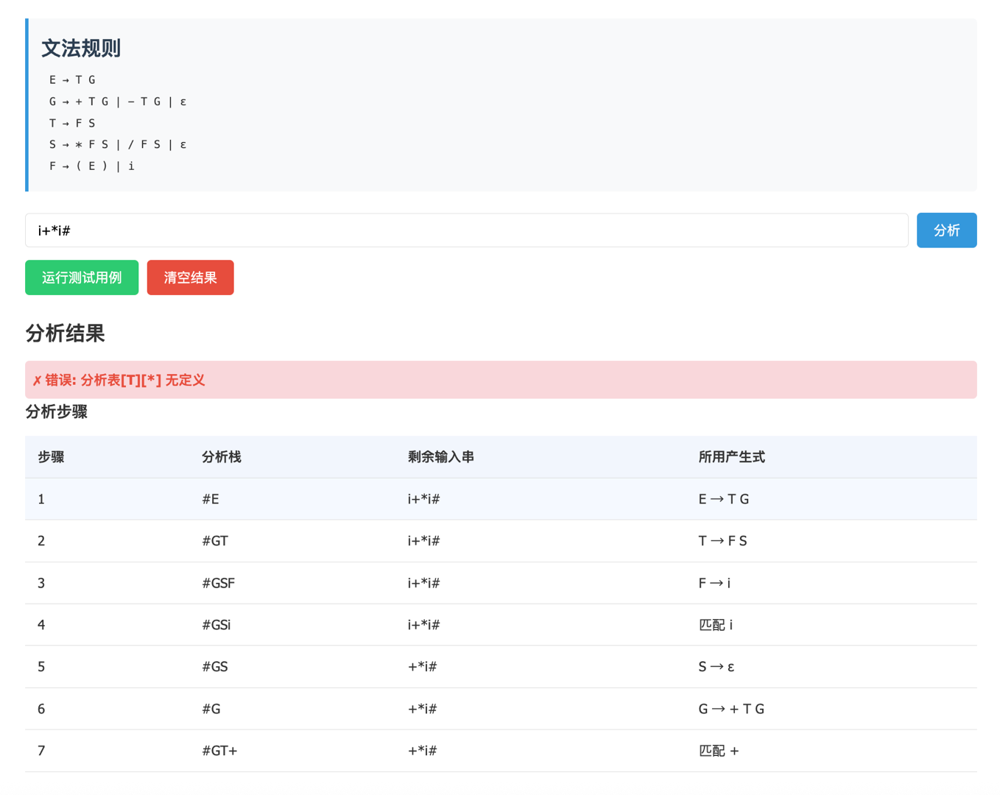 文法规则
E → T G
G → + T G | − T G | ε
T → F S
S → * F S | / F S | ε
F → ( E ) | i
i+*i#
分析
运行测试用例 清空结果
分析结果
✗ 错误: 分析表[T][*] 无定义
分析步骤
步骤 分析栈 剩余输入串 所用产生式
1 #E i+*i# E → T G
2 #GT i+*i# T → F S
3 #GSF i+*i# F → i
4 #GSi i+*i# 匹配 i
5 #GS +*i# S → ε
6 #G +*i# G → + T G
7 #GT+ +*i# 匹配 +